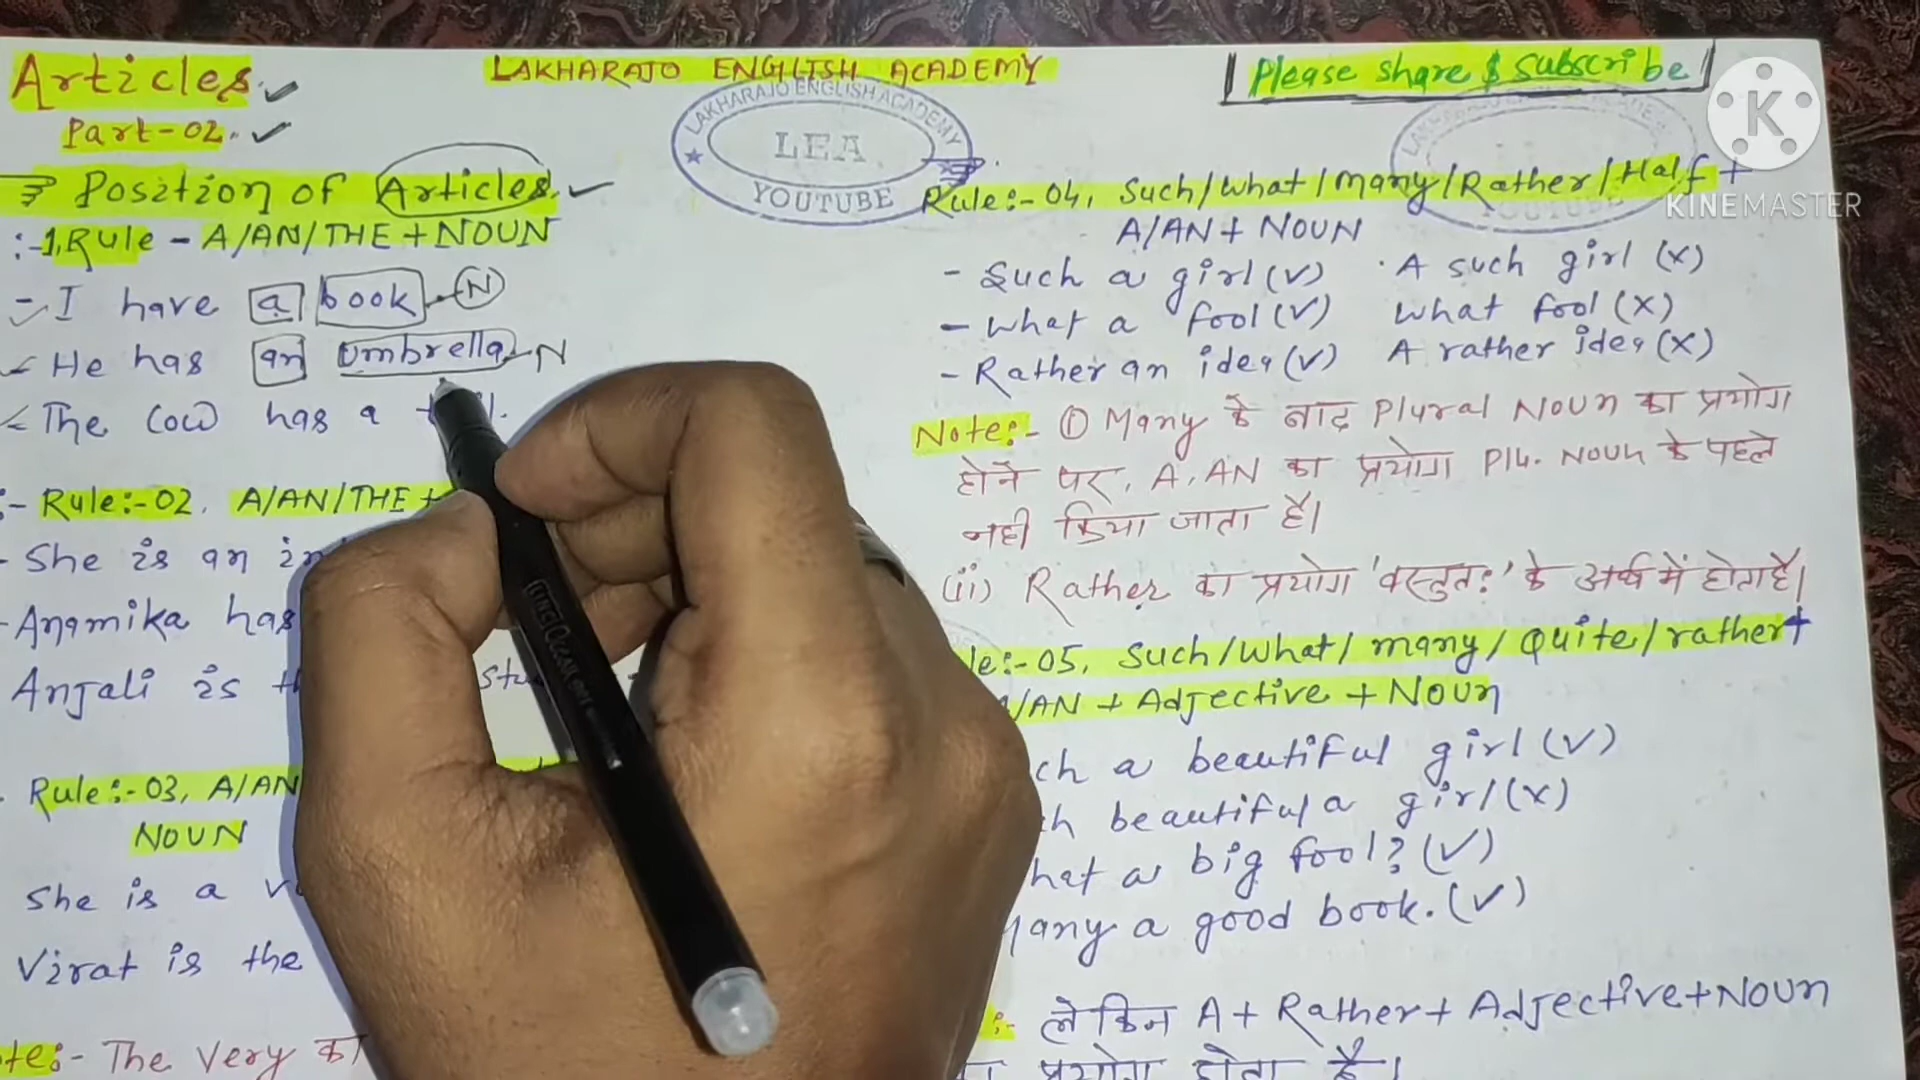 Articles
Part-02.
LAKHARAJO ENGLISH ACADEMY
Please share & subscribe
LAKHARAJO ENGLISH ACADEMY
LEA
YOUTUBE
K
KINEMASTER
Position of Articles
:-1, Rule - A/AN/THE + NOUN
- I have a book. N
He has an umbrella N
The cow has a
:- Rule:-02, A/AN/THE +
- She is an
- Anamika has
Anjali is
Rule:-03, A/AN
NOUN
She is a
Virat is the
:- The very का
Rule:-04, Such/what/many/Rather/Half +
A/AN + NOUN
- Such a girl (✓) A such girl (x)
- What a fool (✓) What fool (x)
- Rather an idea (✓) A rather idea (x)
Note:- ① Many के बाद Plural Noun का प्रयोग
होने पर, A, AN का प्रयोग Plu. Noun के पहले
नही किया जाता है।
(ii) Rather का प्रयोग 'वस्तुतः' के अर्थ में होता है।
:-05, Such/what/many/Quite/rather+
/AN + Adjective + Noun
a beautiful girl (✓)
beautiful a girl (x)
a big fool? (✓)
a good book. (✓)
:- लेकिन A + Rather + Adjective + Noun
प्रयोग होता है।